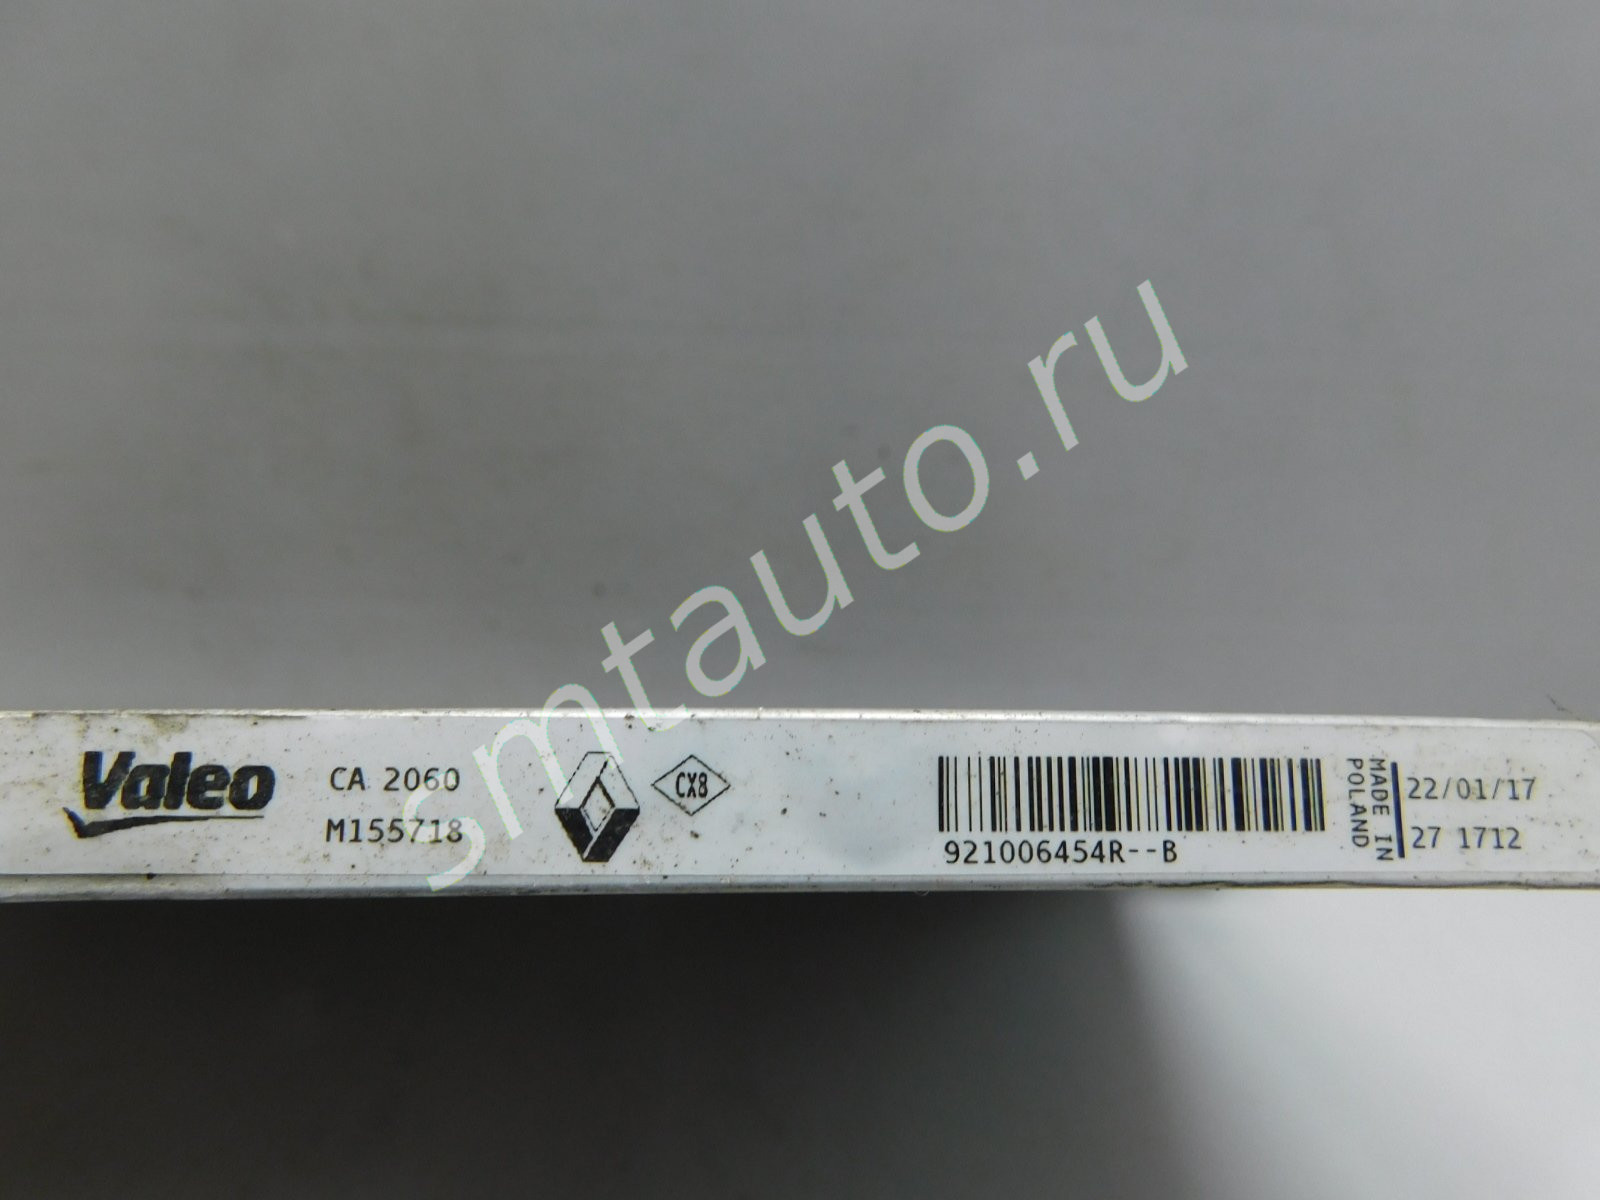 Valeo
CA 2060
M155718
CX8
921006454R--B
MADE IN
POLAND
22/01/17
27 1712
smtauto.ru